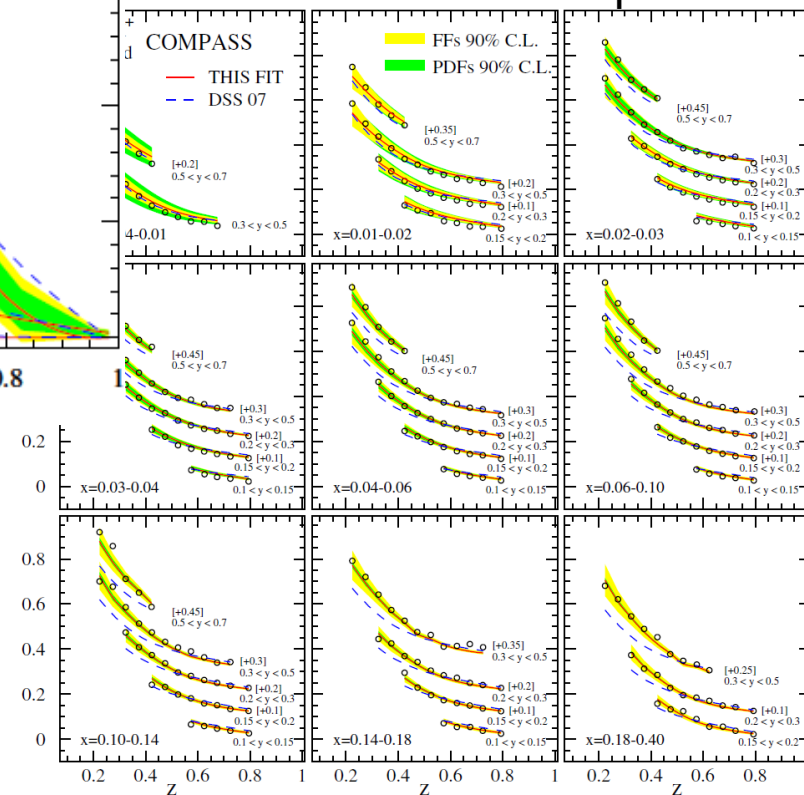 +
d
COMPASS
THIS FIT
DSS 07
FFs 90% C.L.
PDFs 90% C.L.
[+0.2]
0.5 < y < 0.7
0.3 < y < 0.5
4-0.01
[+0.35]
0.5 < y < 0.7
[+0.2]
0.3 < y < 0.5
[+0.1]
0.2 < y < 0.3
0.15 < y < 0.2
x=0.01-0.02
[+0.45]
0.5 < y < 0.7
[+0.3]
0.3 < y < 0.5
[+0.2]
0.2 < y < 0.3
[+0.1]
0.15 < y < 0.2
0.1 < y < 0.15
x=0.02-0.03
0.8
1
[+0.45]
0.5 < y < 0.7
[+0.3]
0.3 < y < 0.5
[+0.2]
0.2 < y < 0.3
[+0.1]
0.15 < y < 0.2
0.1 < y < 0.15
0.2
0
x=0.03-0.04
[+0.45]
0.5 < y < 0.7
[+0.3]
0.3 < y < 0.5
[+0.2]
0.2 < y < 0.3
[+0.1]
0.15 < y < 0.2
0.1 < y < 0.15
x=0.04-0.06
[+0.45]
0.5 < y < 0.7
[+0.3]
0.3 < y < 0.5
[+0.2]
0.2 < y < 0.3
[+0.1]
0.15 < y < 0.2
0.1 < y < 0.15
x=0.06-0.10
0.8
0.6
0.4
0.2
0
[+0.45]
0.5 < y < 0.7
[+0.3]
0.3 < y < 0.5
[+0.2]
0.2 < y < 0.3
[+0.1]
0.15 < y < 0.2
0.1 < y < 0.15
x=0.10-0.14
[+0.35]
0.3 < y < 0.5
[+0.2]
0.2 < y < 0.3
[+0.1]
0.15 < y < 0.2
0.1 < y < 0.15
x=0.14-0.18
[+0.25]
0.3 < y < 0.5
[+0.1]
0.2 < y < 0.3
0.15 < y < 0.2
x=0.18-0.40
0.2 0.4 0.6 0.8 1
z
0.2 0.4 0.6 0.8 1
z
0.2 0.4 0.6 0.8
z